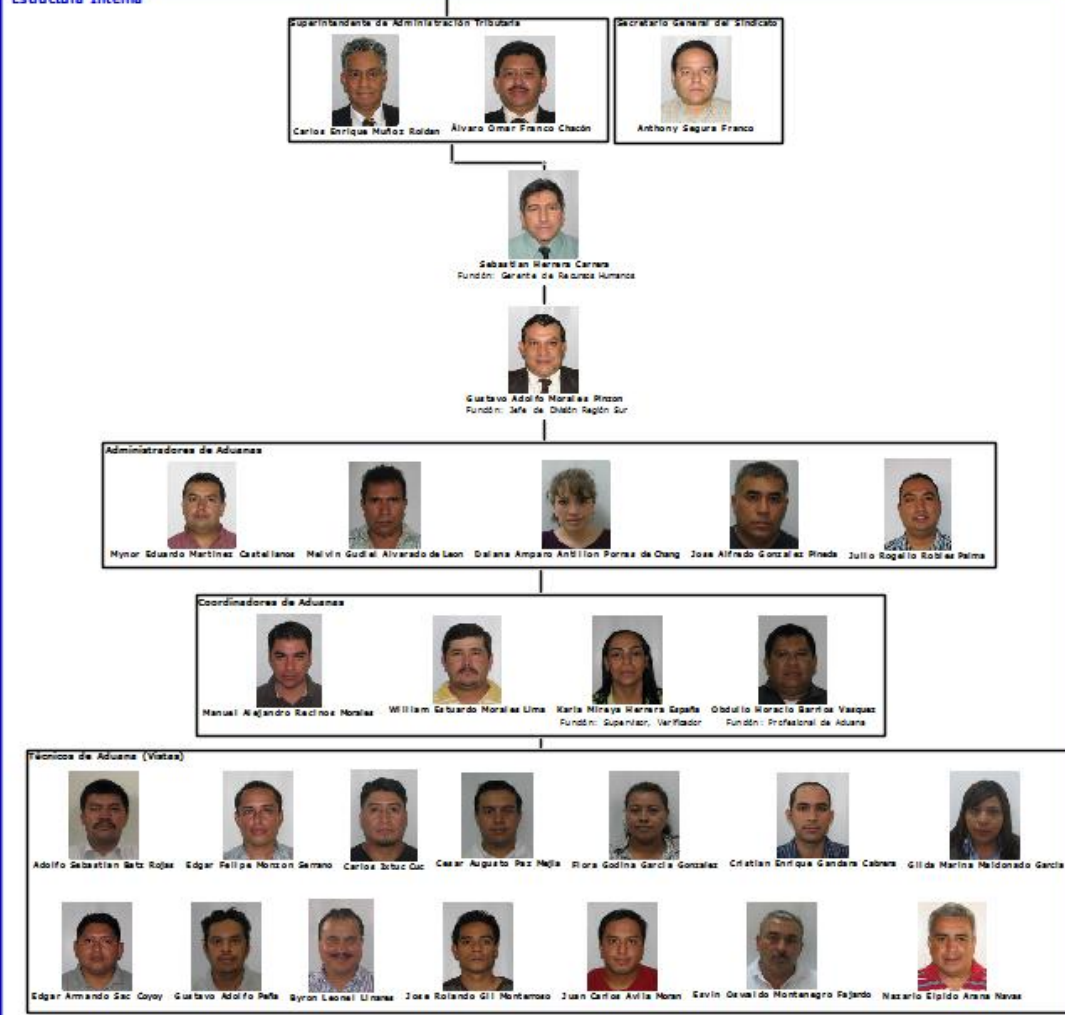 Estructura Interna
Superintendente de Administración Tributaria
Secretario General del Sindicato
Carlos Enrique Muñoz Roldan
Álvaro Omar Franco Chacón
Anthony Segura Franco
Sebastian Herrera Carrera
Función: Gerente de Recursos Humanos
Gustavo Adolfo Morales Pinzon
Función: Jefe de División Región Sur
Administradores de Aduanas
Mynor Eduardo Martinez Castellanos
Melvin Gudiel Alvarado de Leon
Daiana Amparo Antillon Porras de Chang
Jose Alfredo Gonzalez Pineda
Julio Rogelio Robles Palma
Coordinadores de Aduanas
Manuel Alejandro Recinos Morales
William Estuardo Morales Lima
Karla Mireya Herrera España
Función: Supervisor, Verificador
Obdulio Horacio Barrios Vasquez
Función: Profesional de Aduana
Técnicos de Aduana (Vistas)
Adolfo Sebastian Batz Rojas
Edgar Felipe Monzon Serrano
Carlos Ixtuc Cuc
Cesar Augusto Paz Mejia
Flora Godina Garcia Gonzalez
Cristian Enrique Gandara Cabrera
Gilda Marina Maldonado Garcia
Edgar Armando Sac Coyoy
Gustavo Adolfo Peña
Byron Leonel Linares
Jose Rolando Gil Monterroso
Juan Carlos Avila Moran
Esvin Oswaldo Montenegro Fajardo
Nazario Elpido Arana Navas